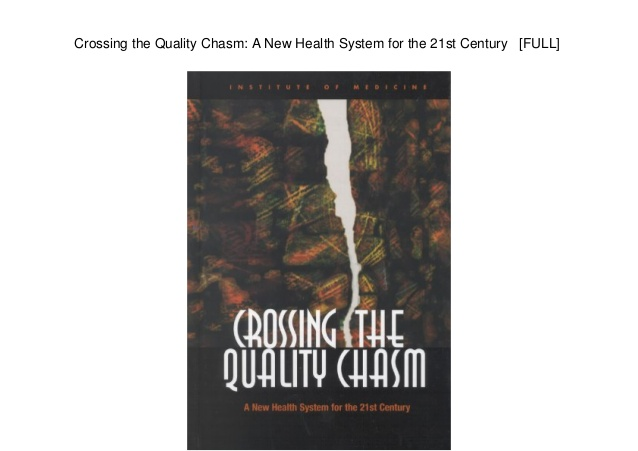 Crossing the Quality Chasm: A New Health System for the 21st Century [FULL]
INSTITUTE OF MEDICINE
CROSSING THE
QUALITY CHASM
A New Health System for the 21st Century